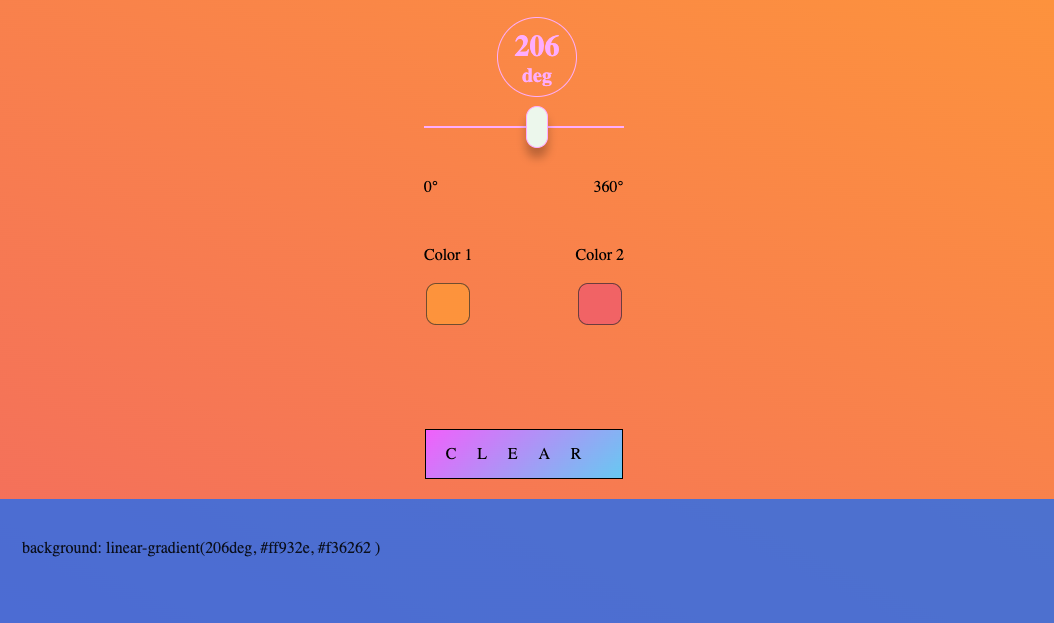 206
deg
0° 360°
Color 1 Color 2
C L E A R
background: linear-gradient(206deg, #ff932e, #f36262 )